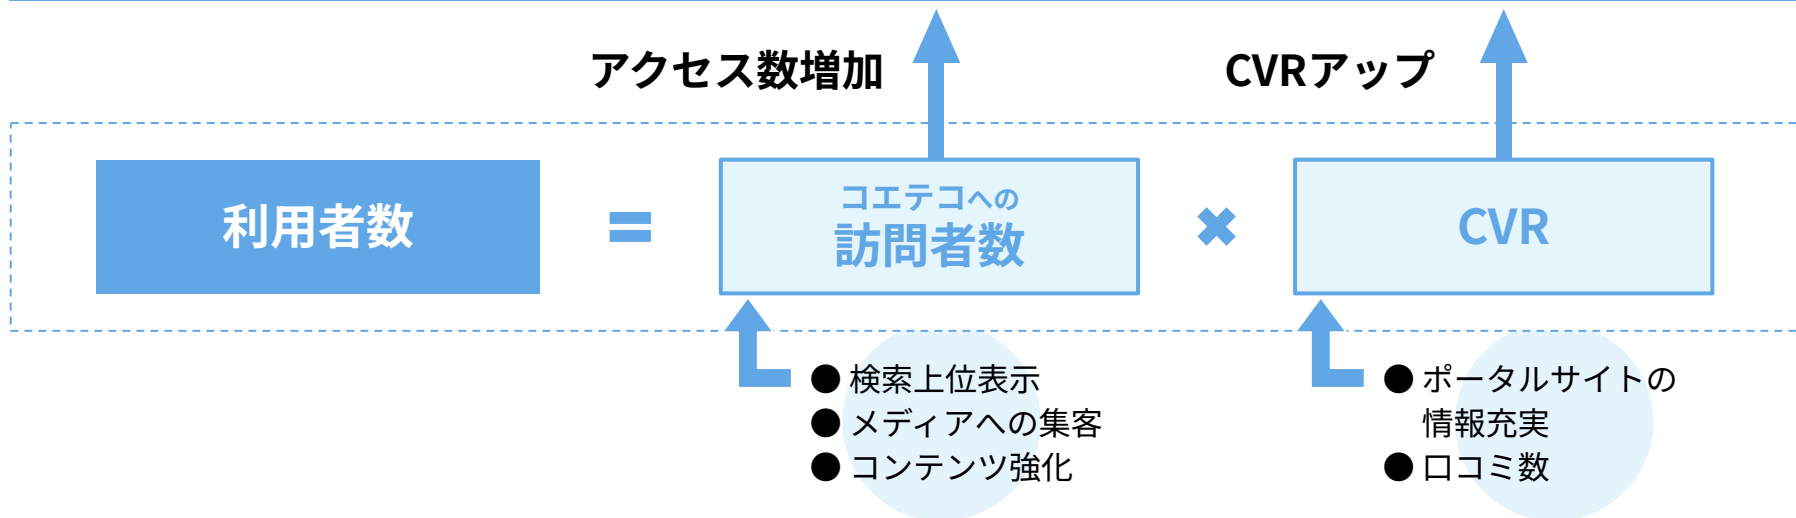 アクセス数増加
CVRアップ
利用者数
=
コエテコへの
訪問者数
×
CVR
● 検索上位表示
● メディアへの集客
● コンテンツ強化
● ポータルサイトの
情報充実
● 口コミ数